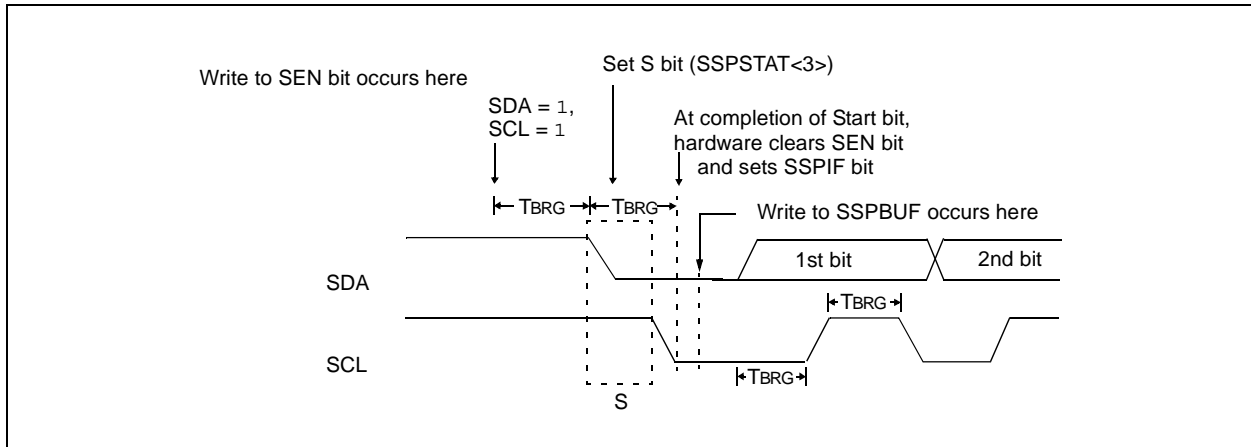 Write to SEN bit occurs here
Set S bit (SSPSTAT<3>)
SDA = 1,
SCL = 1
At completion of Start bit,
hardware clears SEN bit
and sets SSPIF bit
TBRG
TBRG
Write to SSPBUF occurs here
SDA
1st bit
2nd bit
TBRG
SCL
TBRG
S